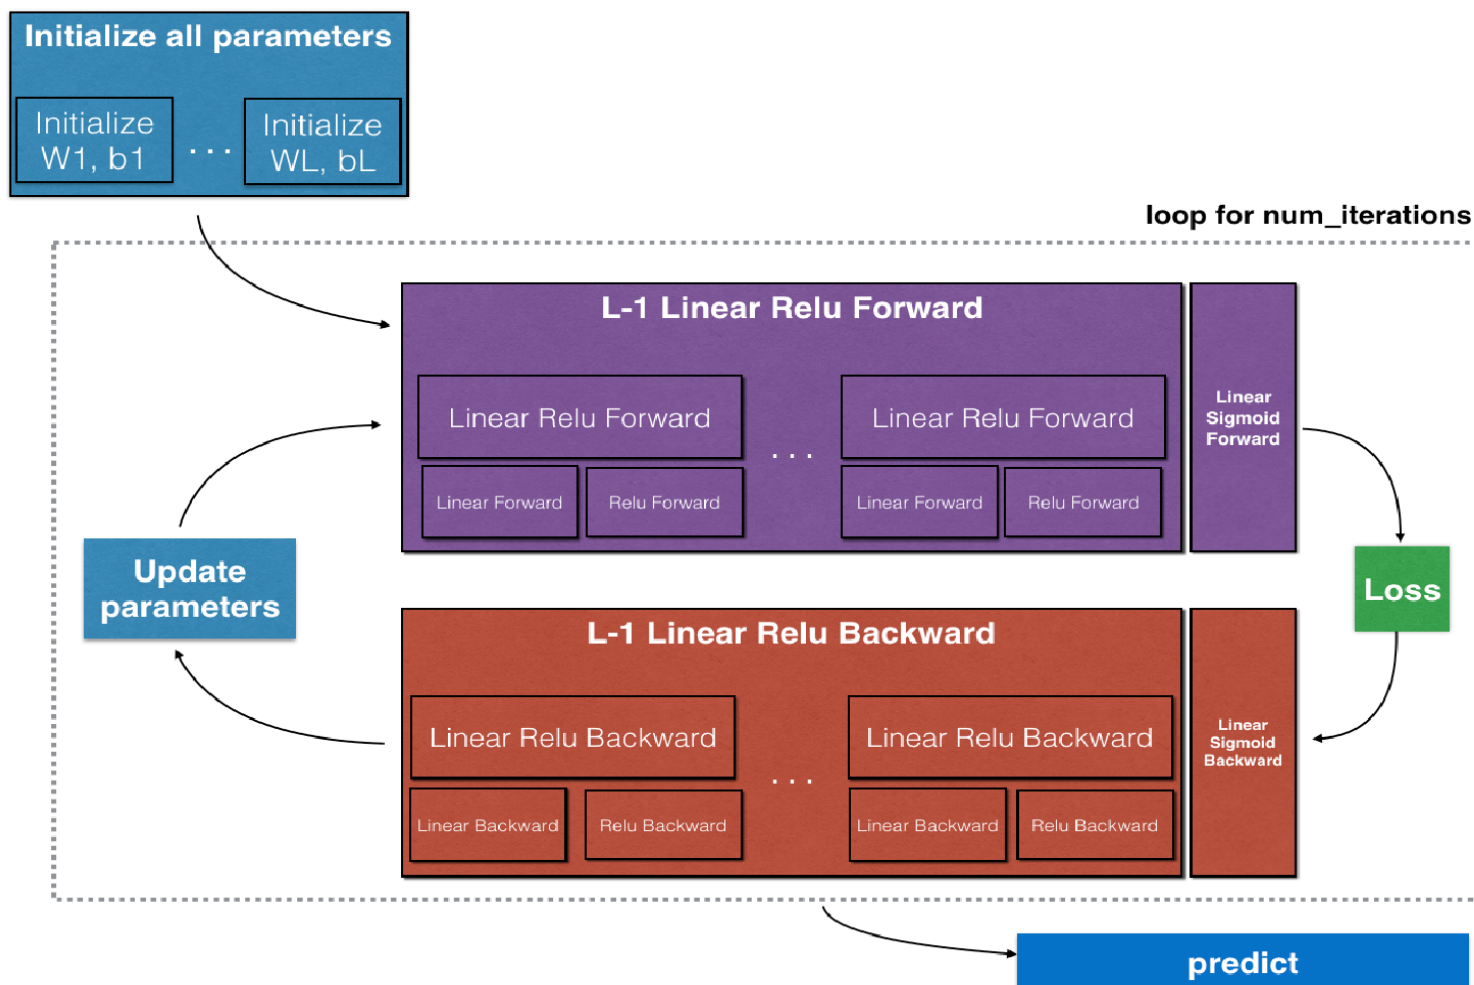 Initialize all parameters
Initialize
W1, b1
...
Initialize
WL, bL
loop for num_iterations
L-1 Linear Relu Forward
Linear Relu Forward
Linear Forward
Relu Forward
...
Linear Relu Forward
Linear Forward
Relu Forward
Linear
Sigmoid
Forward
Loss
Update
parameters
L-1 Linear Relu Backward
Linear Relu Backward
Linear Backward
Relu Backward
...
Linear Relu Backward
Linear Backward
Relu Backward
Linear
Sigmoid
Backward
predict